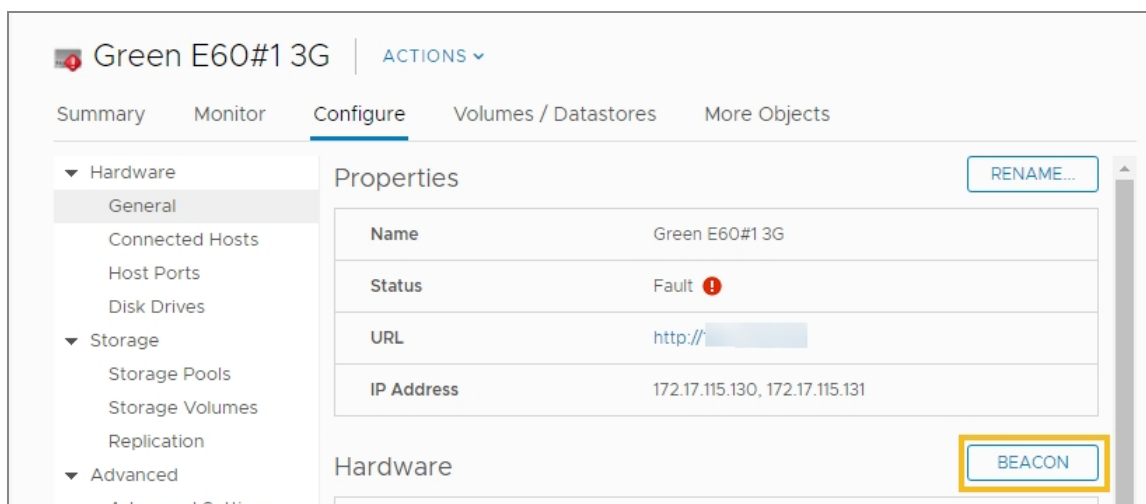 Green E60#1 3G
ACTIONS
Summary Monitor Configure Volumes / Datastores More Objects
Hardware
General
Connected Hosts
Host Ports
Disk Drives
Storage
Storage Pools
Storage Volumes
Replication
Advanced
Properties
RENAME...
Name Green E60#1 3G
Status Fault
URL http://
IP Address 172.17.115.130, 172.17.115.131
Hardware
BEACON